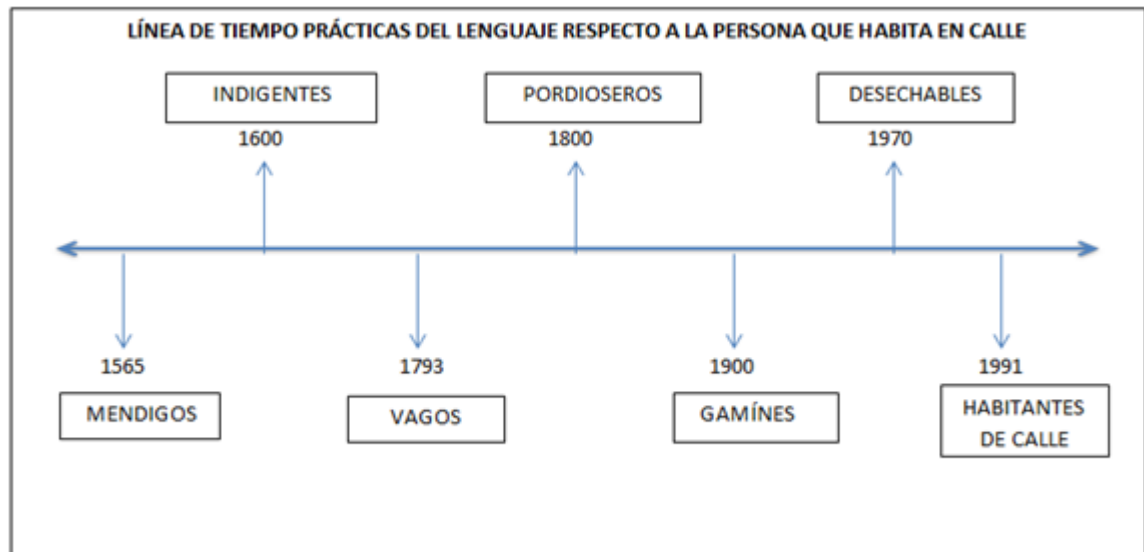 LÍNEA DE TIEMPO PRÁCTICAS DEL LENGUAJE RESPECTO A LA PERSONA QUE HABITA EN CALLE
INDIGENTES
1600
PORDIOSEROS
1800
DESECHABLES
1970
1565
MENDIGOS
1793
VAGOS
1900
GAMÍNES
1991
HABITANTES
DE CALLE